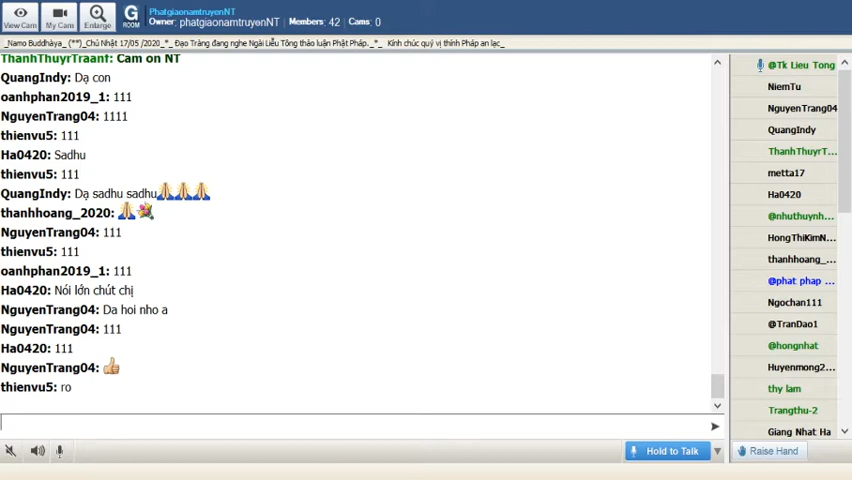 View Cam
My Cam
Enlarge
G
ROOM
PhatgiaonamtruyenNT
Owner: phatgiaonamtruyenNT
Members: 42
Cams: 0
_Namo Buddhàya_ (**)_Chủ Nhật 17/05 /2020_*_ Đạo Tràng đang nghe Ngài Liễu Tông thảo luận Phật Pháp._*_ Kính chúc quý vị thính Pháp an lạc_
ThanhThuyrTraanf: Cam on NT
QuangIndy: Dạ con
oanhphan2019_1: 111
NguyenTrang04: 1111
thienvu5: 111
Ha0420: Sadhu
thienvu5: 111
QuangIndy: Dạ sadhu sadhu🙏🙏🙏
thanhhoang_2020: 🙏💐
NguyenTrang04: 111
thienvu5: 111
oanhphan2019_1: 111
Ha0420: Nói lớn chút chị
NguyenTrang04: Da hoi nho a
NguyenTrang04: 111
Ha0420: 111
NguyenTrang04: 👍
thienvu5: ro
@Tk Lieu Tong
NiemTu
NguyenTrang04
QuangIndy
ThanhThuyrT...
metta17
Ha0420
@nhuthuynh...
HongThiKimN...
thanhhoang_...
@phat phap ...
Ngochan111
@TranDao1
@hongnhat
Huyenmong2...
thy lam
Trangthu-2
Giang Nhat Ha
Hold to Talk
Raise Hand